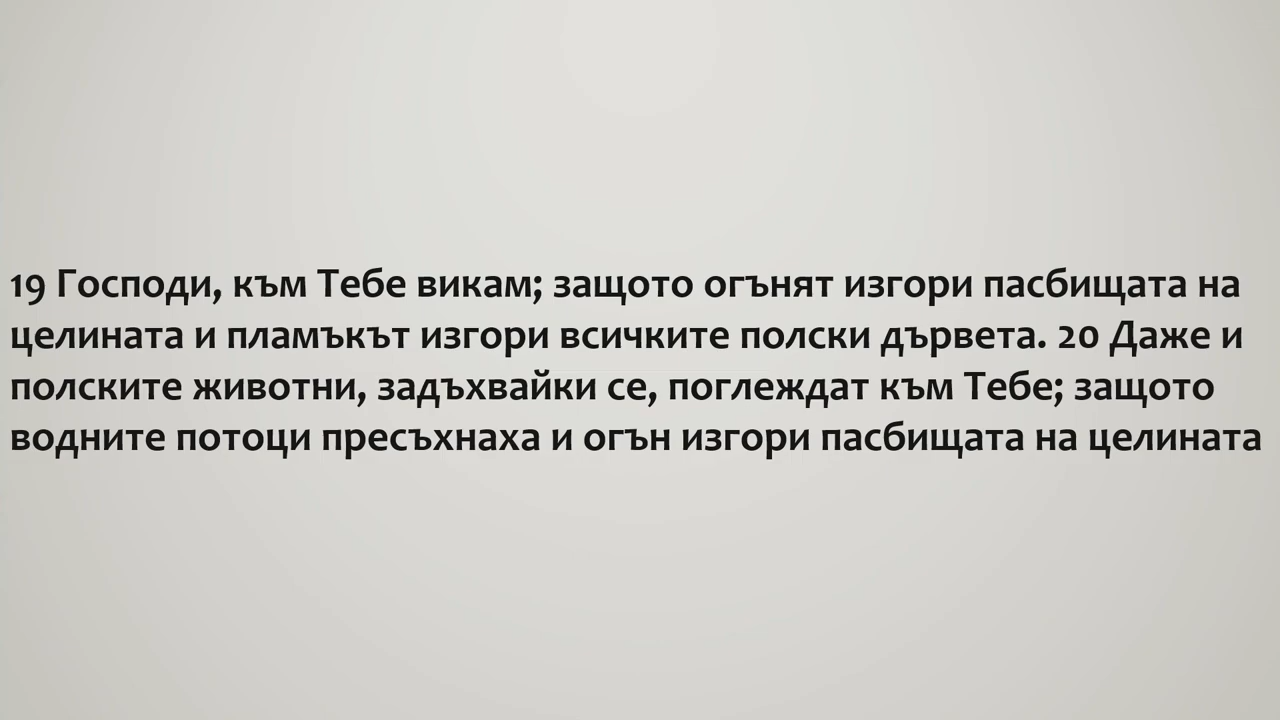 19 Господи, към Тебе викам; защото огънят изгори пасбищата на
целината и пламъкът изгори всичките полски дървета. 20 Даже и
полските животни, задъхвайки се, поглеждат към Тебе; защото
водните потоци пресъхнаха и огън изгори пасбищата на целината